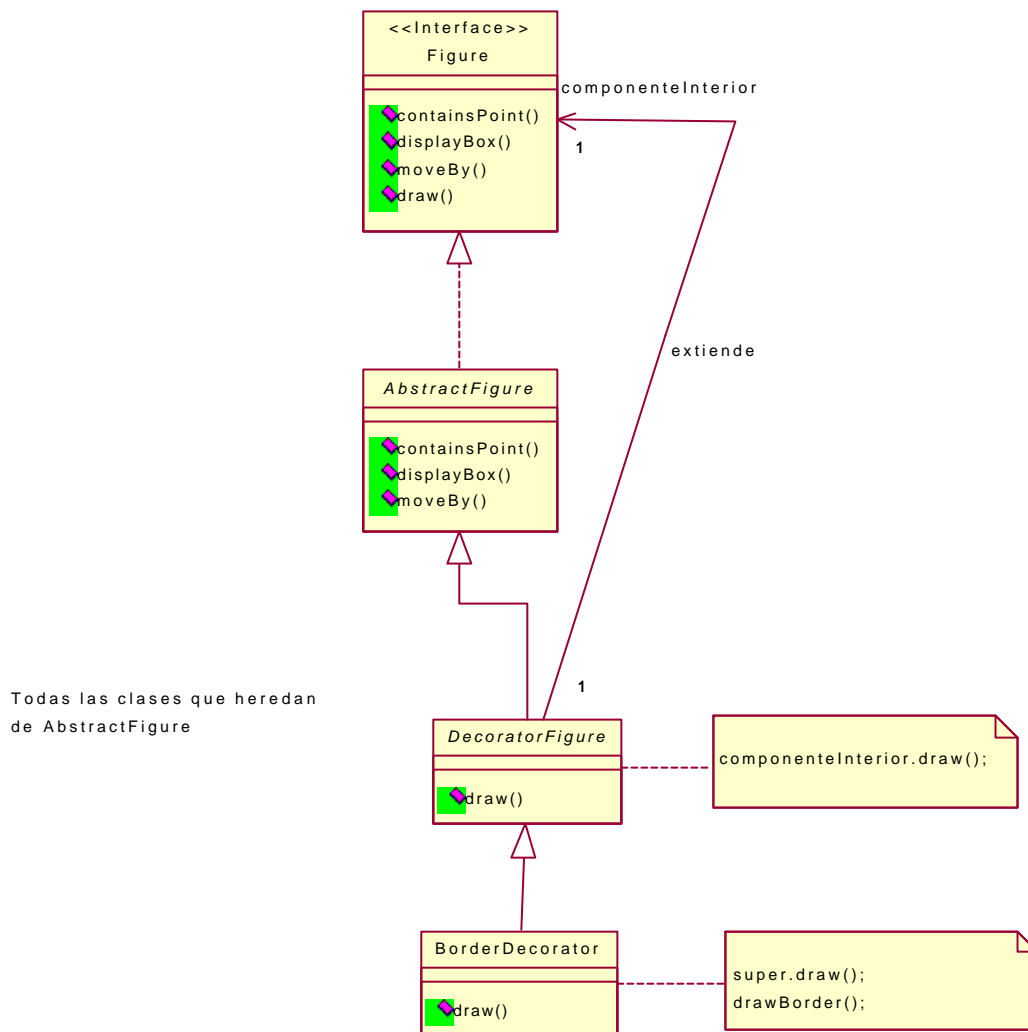 <<Interface>>
Figure
containsPoint()
displayBox()
moveBy()
draw()
componenteInterior
1
extiende
AbstractFigure
containsPoint()
displayBox()
moveBy()
Todas las clases que heredan
de AbstractFigure
1
DecoratorFigure
draw()
componenteInterior.draw();
BorderDecorator
draw()
super.draw();
drawBorder();